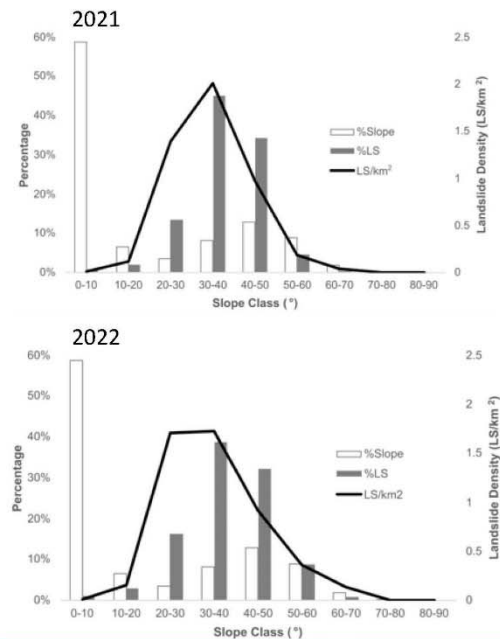 2021
60%
50%
40%
30%
20%
10%
0%
Percentage
2.5
2
1.5
1
0.5
0
Landslide Density (LS/km²)
%Slope
%LS
LS/km²
0-10 10-20 20-30 30-40 40-50 50-60 60-70 70-80 80-90
Slope Class (°)
2022
60%
50%
40%
30%
20%
10%
0%
Percentage
2.5
2
1.5
1
0.5
0
Landslide Density (LS/km²)
%Slope
%LS
LS/km2
0-10 10-20 20-30 30-40 40-50 50-60 60-70 70-80 80-90
Slope Class (°)